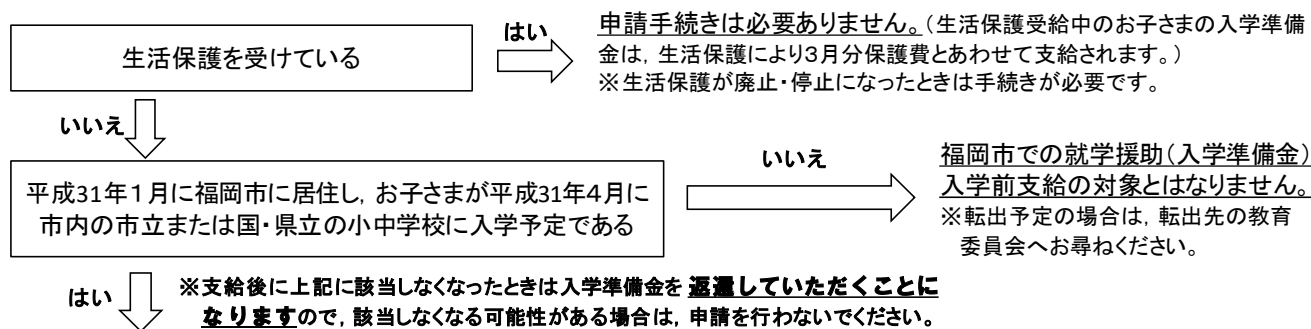 生活保護を受けている
はい
申請手続きは必要ありません。（生活保護受給中のお子さまの入学準備
金は，生活保護により3月分保護費とあわせて支給されます。）
※生活保護が廃止・停止になったときは手続きが必要です。
いいえ
平成31年１月に福岡市に居住し，お子さまが平成31年４月に
市内の市立または国・県立の小中学校に入学予定である
いいえ
福岡市での就学援助（入学準備金）
入学前支給の対象とはなりません。
※転出予定の場合は，転出先の教育
委員会へお尋ねください。
はい
※支給後に上記に該当しなくなったときは入学準備金を返還していただくことに
なりますので，該当しなくなる可能性がある場合は，申請を行わないでください。